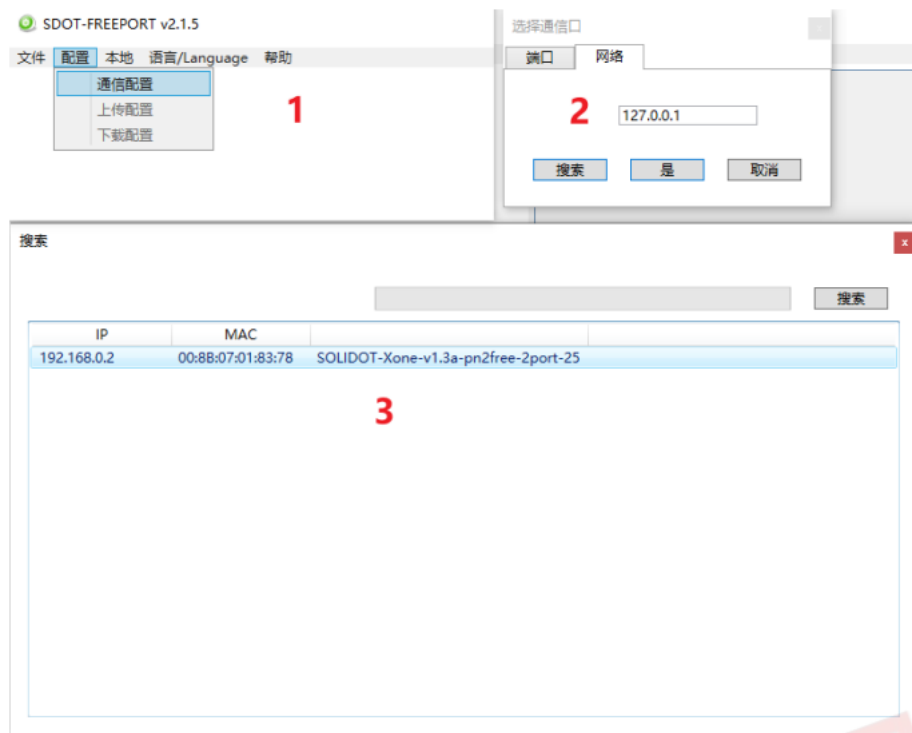 SDOT-FREEPORT v2.1.5
文件 配置 本地 语言/Language 帮助
通信配置
上传配置
下载配置
1
选择通信口
端口 网络
2
127.0.0.1
搜索 是 取消
搜索
x
搜索
IP MAC
192.168.0.2 00:8B:07:01:83:78 SOLIDOT-Xone-v1.3a-pn2free-2port-25
3